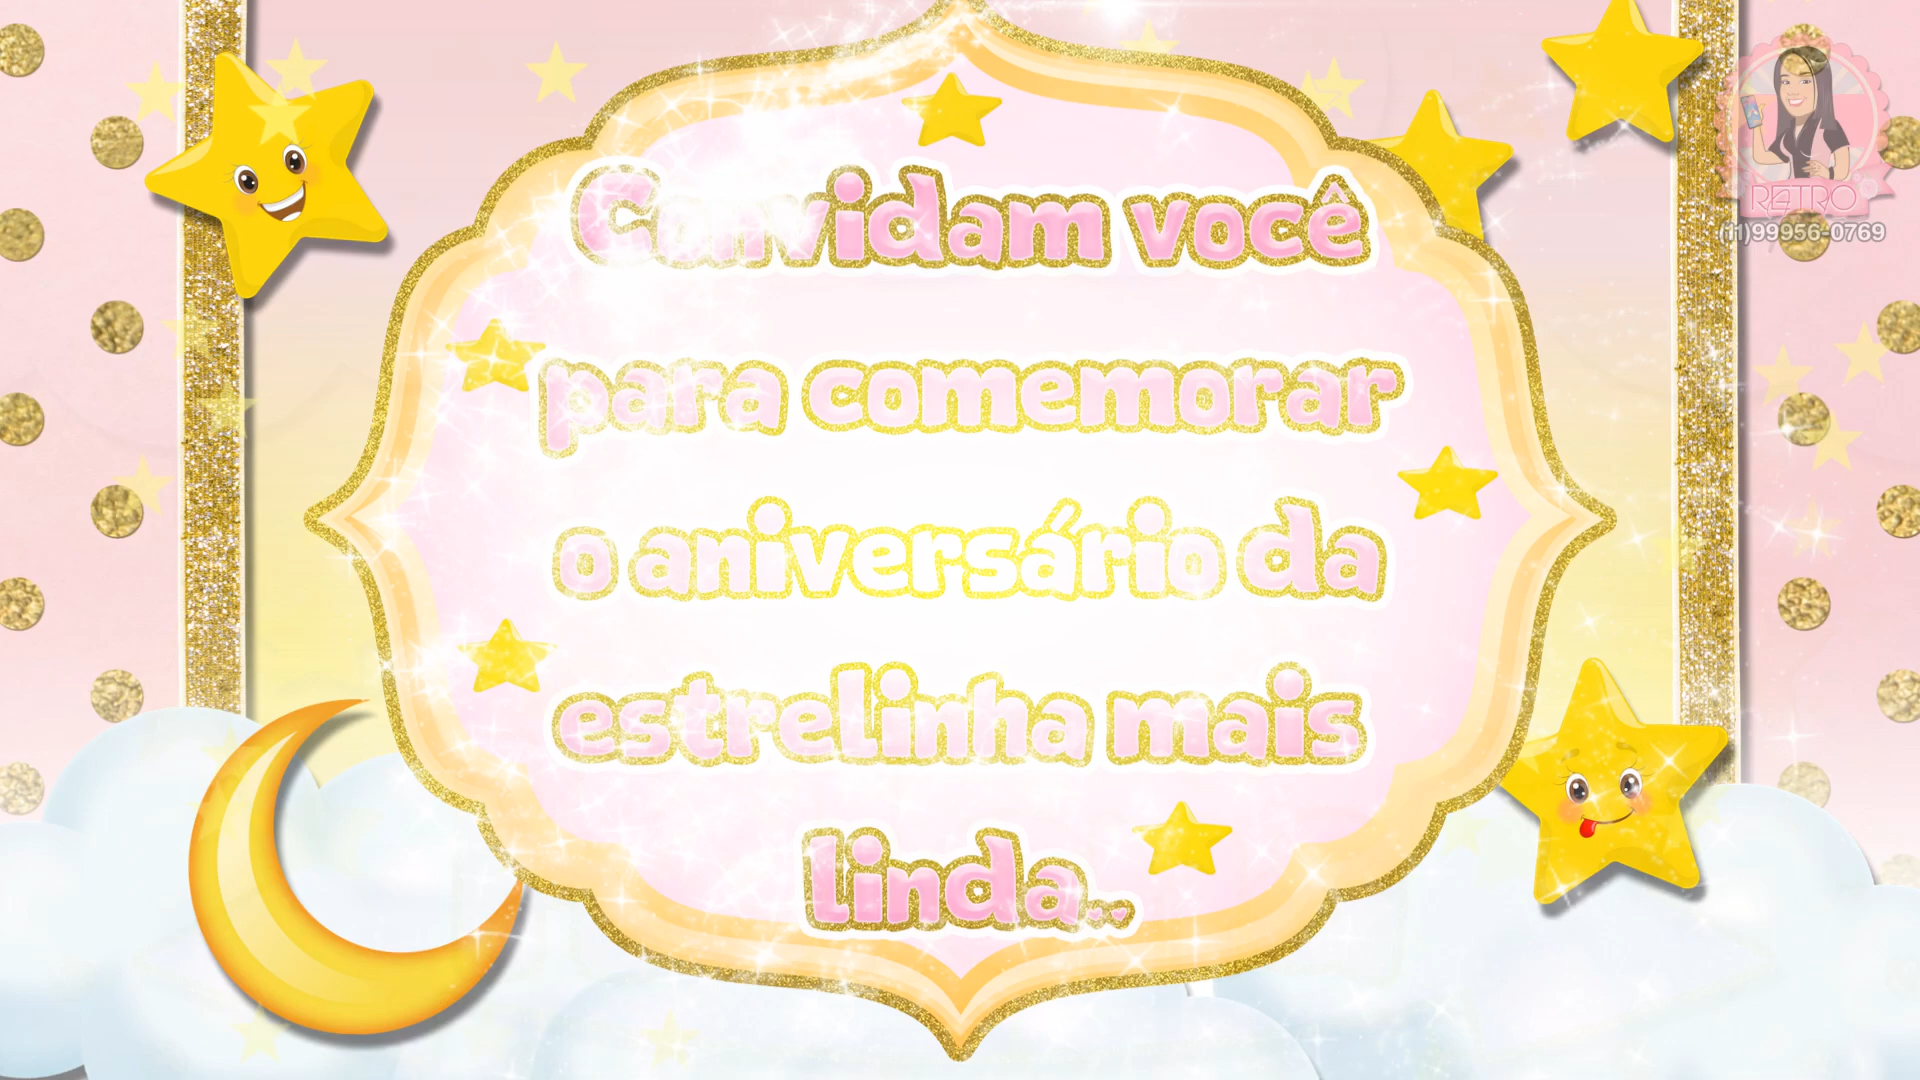 Convidam você
para comemorar
o aniversário da
estrelinha mais
linda..
RETRO
(11)99956-0769